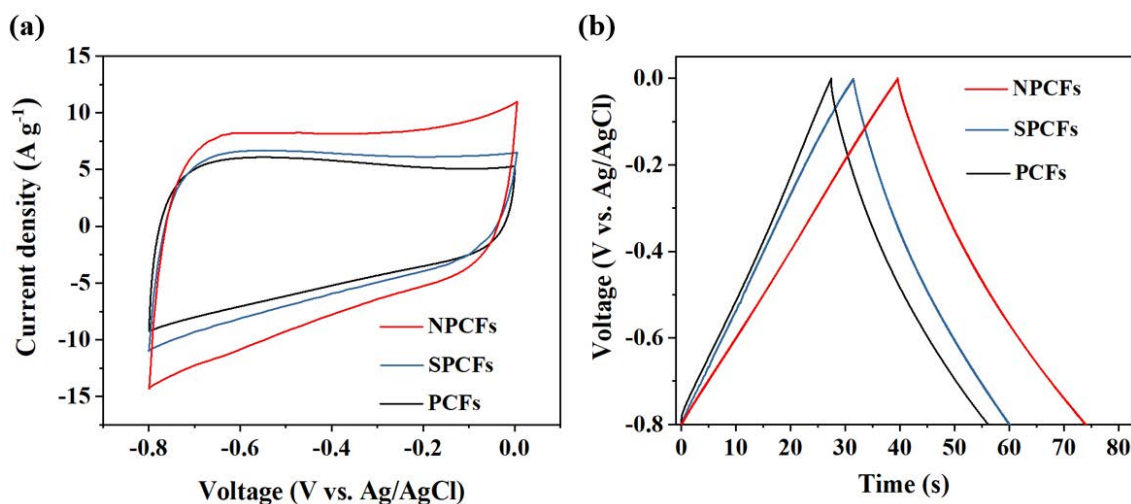 (a)
Current density (A g⁻¹)
15
10
5
0
-5
-10
-15
-0.8
-0.6
-0.4
-0.2
0.0
Voltage (V vs. Ag/AgCl)
NPCFs
SPCFs
PCFs
(b)
Voltage (V vs. Ag/AgCl)
0.0
-0.2
-0.4
-0.6
-0.8
0
10
20
30
40
50
60
70
80
Time (s)
NPCFs
SPCFs
PCFs